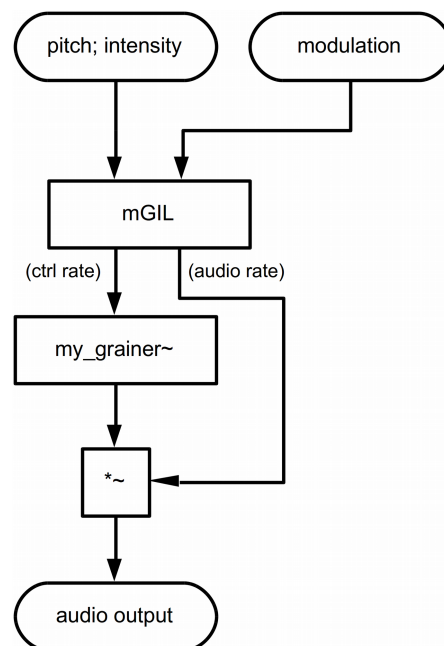 pitch; intensity
modulation
mGIL
(ctrl rate)
(audio rate)
my_grainer~
*~
audio output